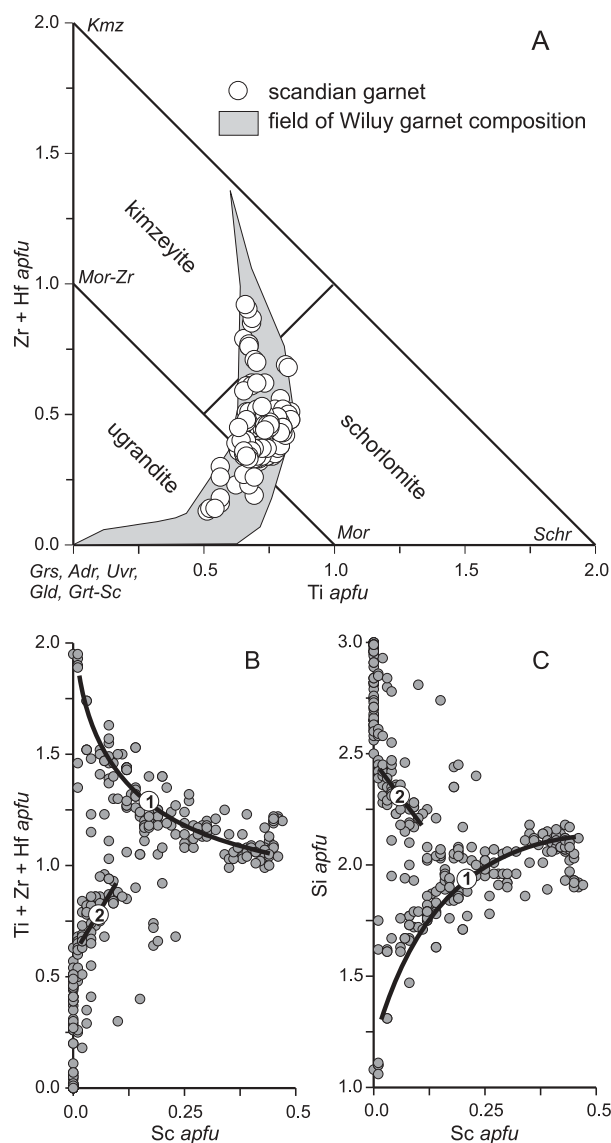 2.0
Kmz
A
scandian garnet
field of Wiluy garnet composition
1.5
kimzeyite
Zr + Hf apfu
1.0
Mor-Zr
0.5
ugrandite
schorlomite
0.0
Mor
Schr
Grs, Adr, Uvr,
Gld, Grt-Sc
0.5
1.0
1.5
2.0
Ti apfu
2.0
B
1.5
1
Ti + Zr + Hf apfu
1.0
2
0.5
0.0
0.0
0.25
0.5
Sc apfu
3.0
C
2.5
2
Si apfu
2.0
1
1.5
1.0
0.0
0.25
0.5
Sc apfu